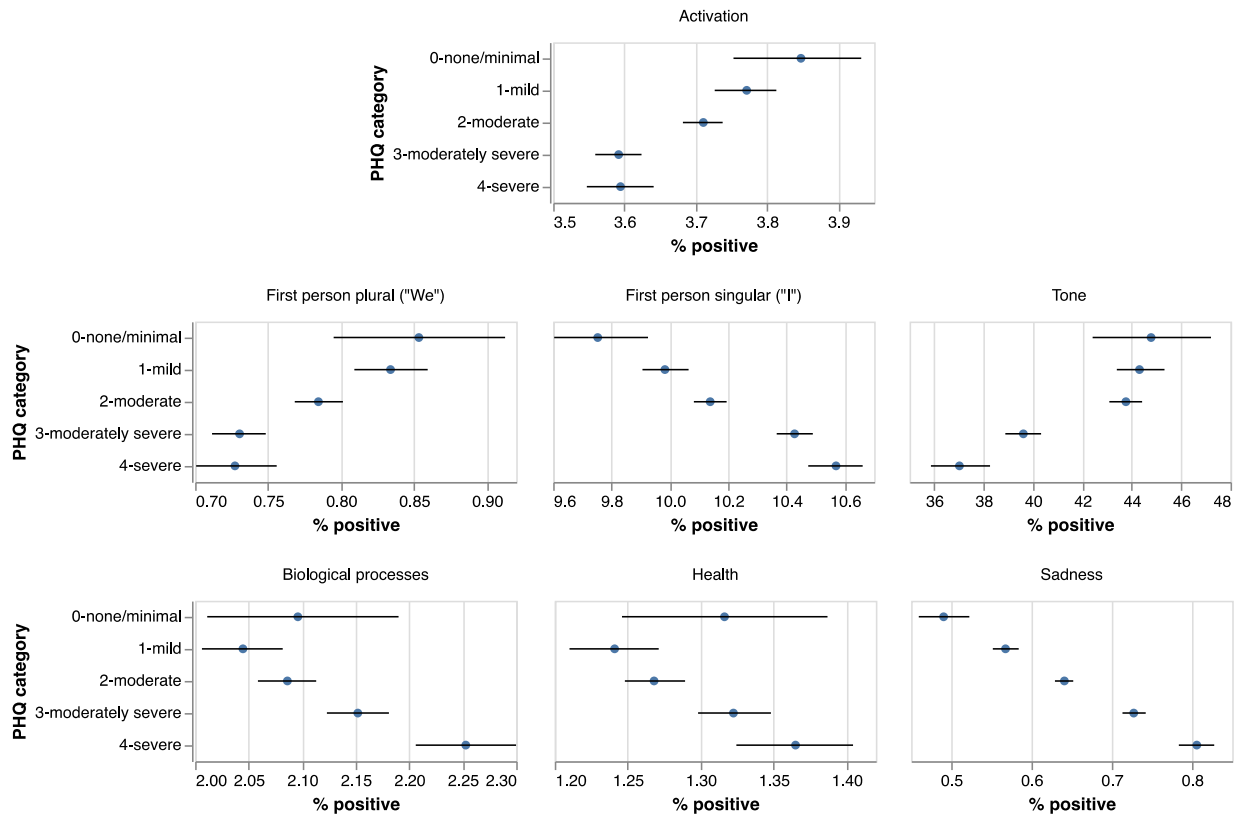 Activation
PHQ category
0-none/minimal
1-mild
2-moderate
3-moderately severe
4-severe
3.5 3.6 3.7 3.8 3.9
% positive
First person plural ("We") First person singular ("I") Tone
PHQ category
0-none/minimal
1-mild
2-moderate
3-moderately severe
4-severe
0.70 0.75 0.80 0.85 0.90 9.6 9.8 10.0 10.2 10.4 10.6 36 38 40 42 44 46 48
% positive % positive % positive
Biological processes Health Sadness
PHQ category
0-none/minimal
1-mild
2-moderate
3-moderately severe
4-severe
2.00 2.05 2.10 2.15 2.20 2.25 2.30 1.20 1.25 1.30 1.35 1.40 0.5 0.6 0.7 0.8
% positive % positive % positive